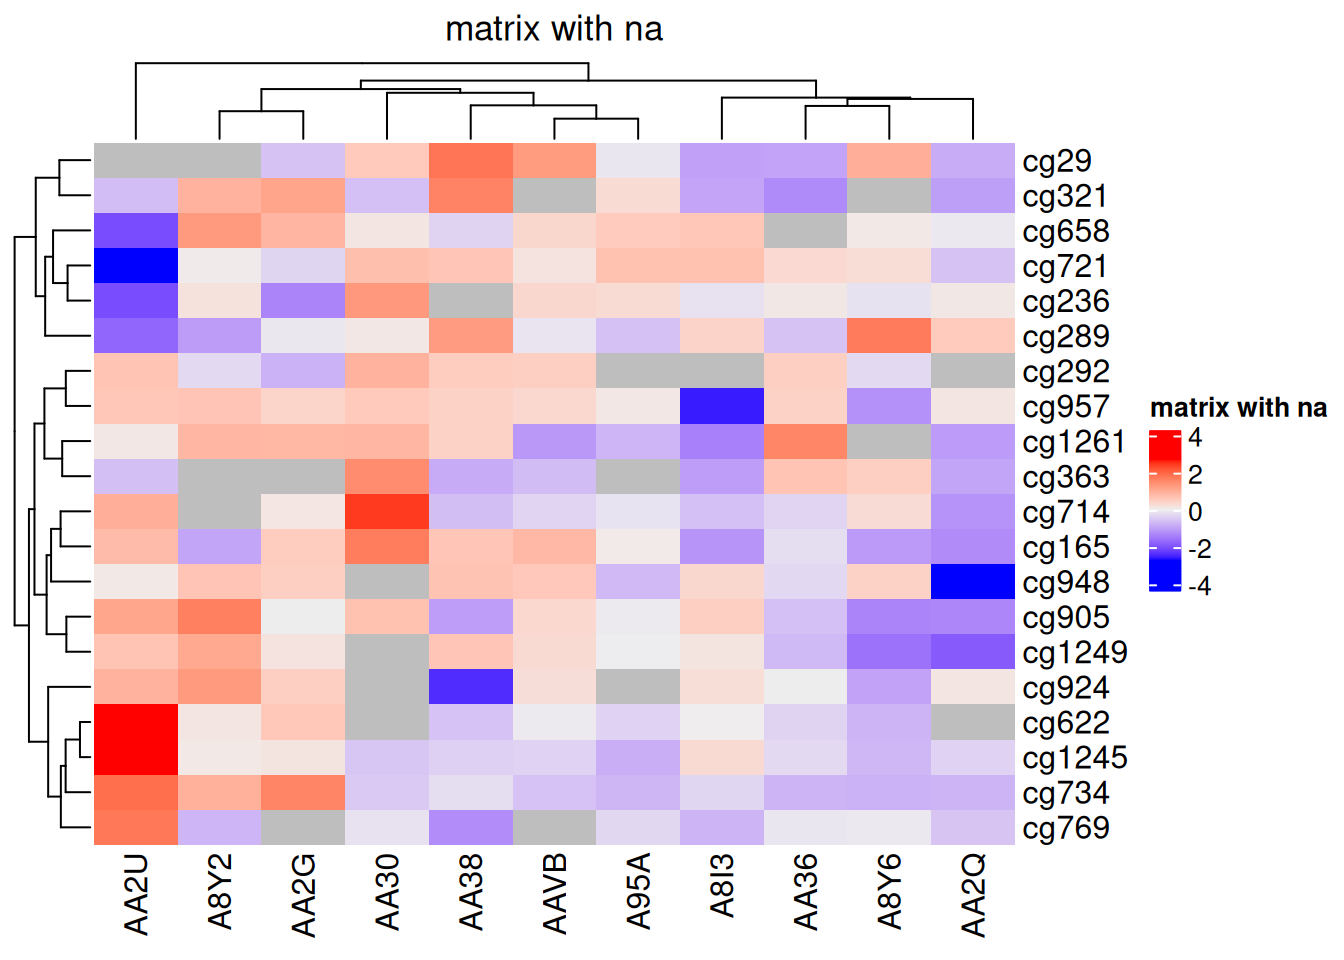 matrix with na
cg29
cg321
cg658
cg721
cg236
cg289
cg292
cg957
cg1261
cg363
cg714
cg165
cg948
cg905
cg1249
cg924
cg622
cg1245
cg734
cg769
AA2U
A8Y2
AA2G
AA30
AA38
AAVB
A95A
A8I3
AA36
A8Y6
AA2Q
matrix with na
4
2
0
-2
-4